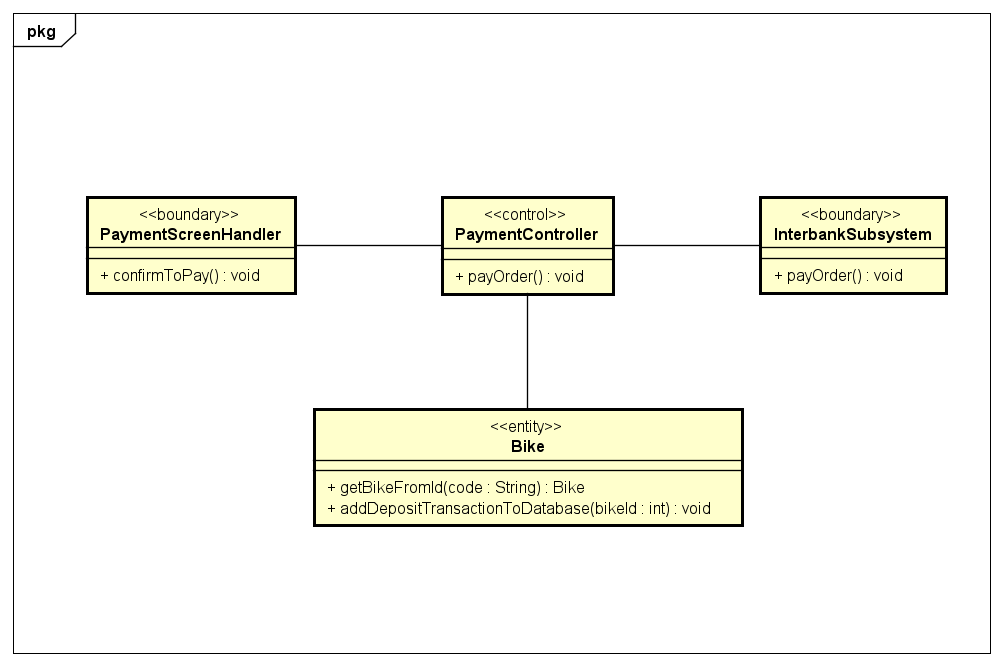 pkg
<<boundary>>
PaymentScreenHandler
+ confirmToPay() : void
<<control>>
PaymentController
+ payOrder() : void
<<boundary>>
InterbankSubsystem
+ payOrder() : void
<<entity>>
Bike
+ getBikeFromId(code : String) : Bike
+ addDepositTransactionToDatabase(bikeId : int) : void